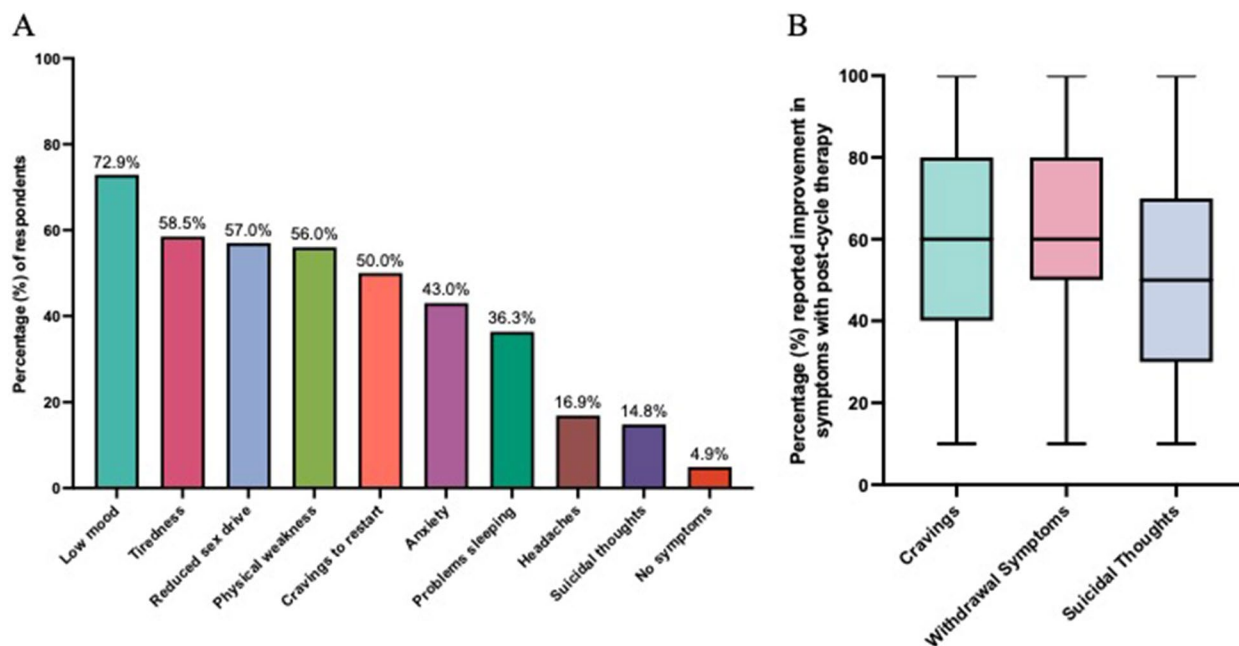 A
Percentage (%) of respondents
100
80
60
40
20
0
72.9%
58.5%
57.0%
56.0%
50.0%
43.0%
36.3%
16.9%
14.8%
4.9%
Low mood
Tiredness
Reduced sex drive
Physical weakness
Cravings to restart
Anxiety
Problems sleeping
Headaches
Suicidal thoughts
No symptoms
B
Percentage (%) reported improvement in
symptoms with post-cycle therapy
100
80
60
40
20
0
Cravings
Withdrawal Symptoms
Suicidal Thoughts